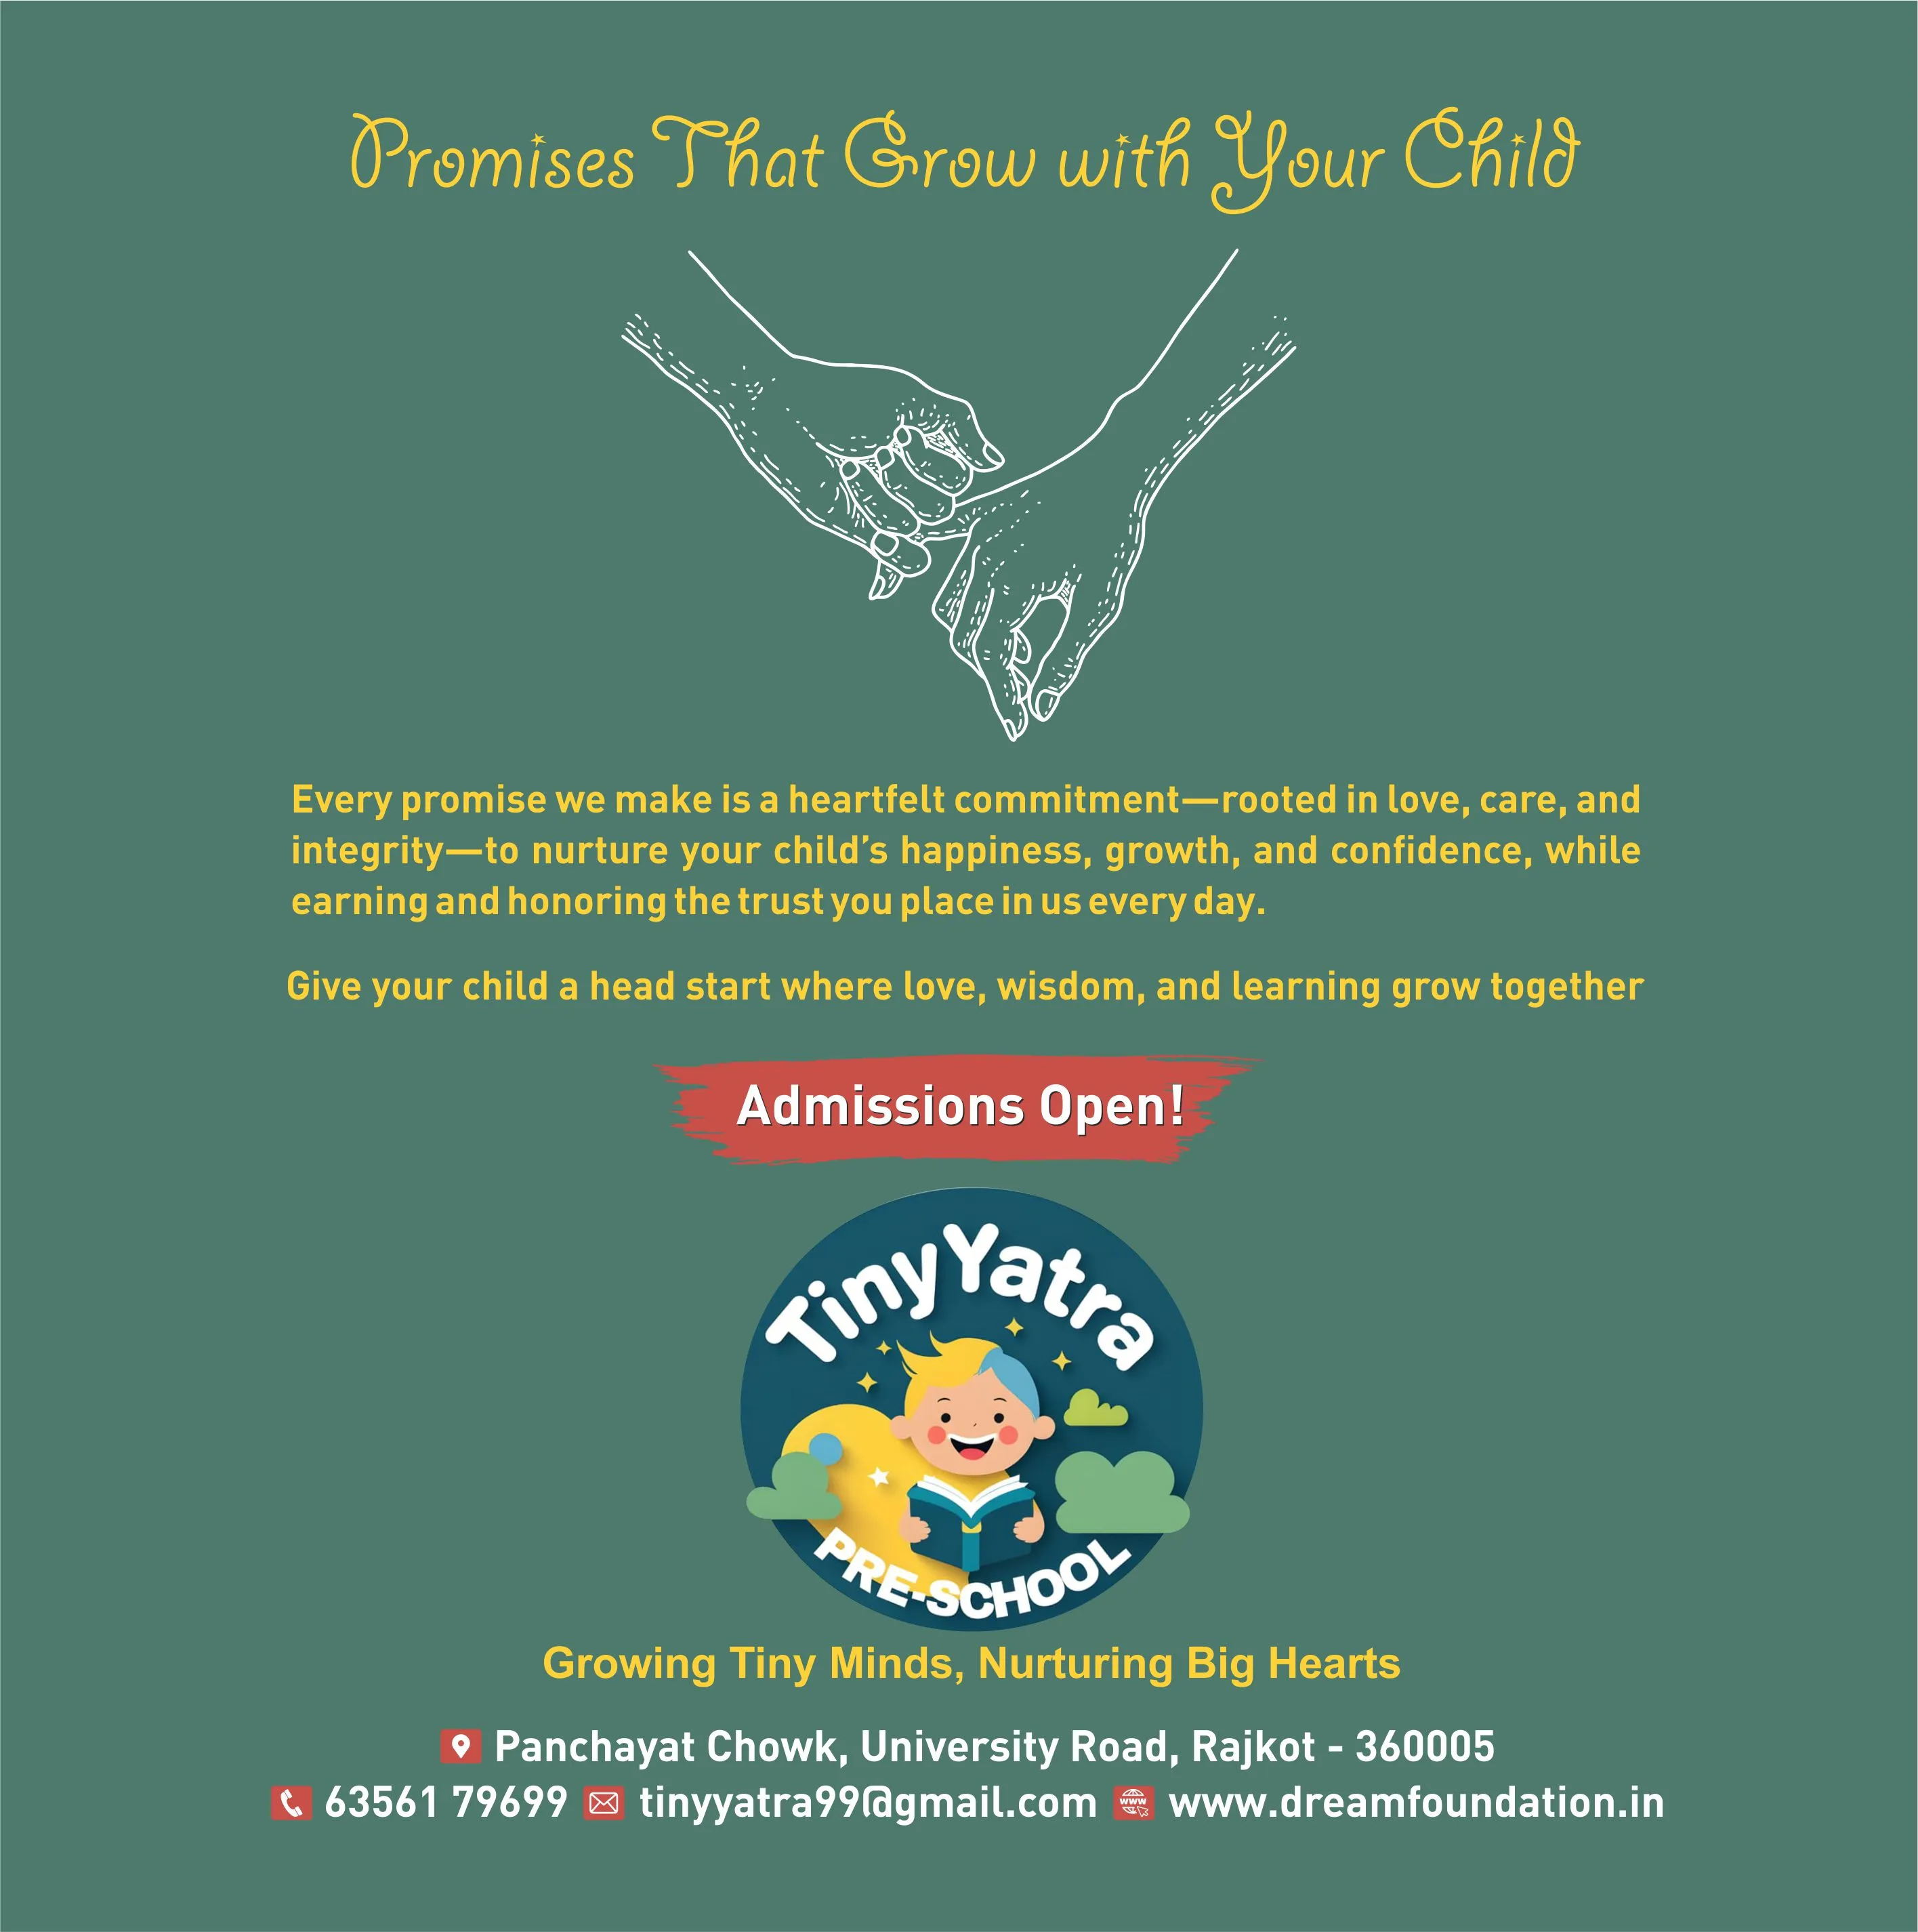 Promises That Grow with Your Child
Every promise we make is a heartfelt commitment—rooted in love, care, and
integrity—to nurture your child's happiness, growth, and confidence, while
earning and honoring the trust you place in us every day.
Give your child a head start where love, wisdom, and learning grow together
Admissions Open!
TinyYatra
PRE-SCHOOL
Growing Tiny Minds, Nurturing Big Hearts
Panchayat Chowk, University Road, Rajkot - 360005
63561 79699 tinyyatra99@gmail.com www www.dreamfoundation.in